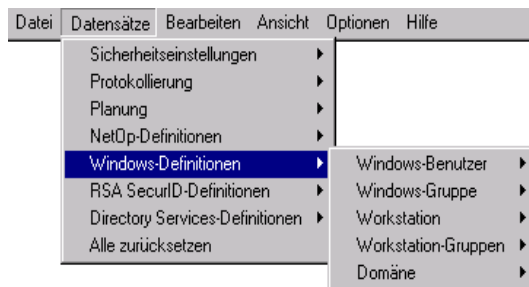 Datei Datensätze Bearbeiten Ansicht Optionen Hilfe
Sicherheitseinstellungen
Protokollierung
Planung
NetOp-Definitionen
Windows-Definitionen
RSA SecurID-Definitionen
Directory Services-Definitionen
Alle zurücksetzen
Windows-Benutzer
Windows-Gruppe
Workstation
Workstation-Gruppen
Domäne